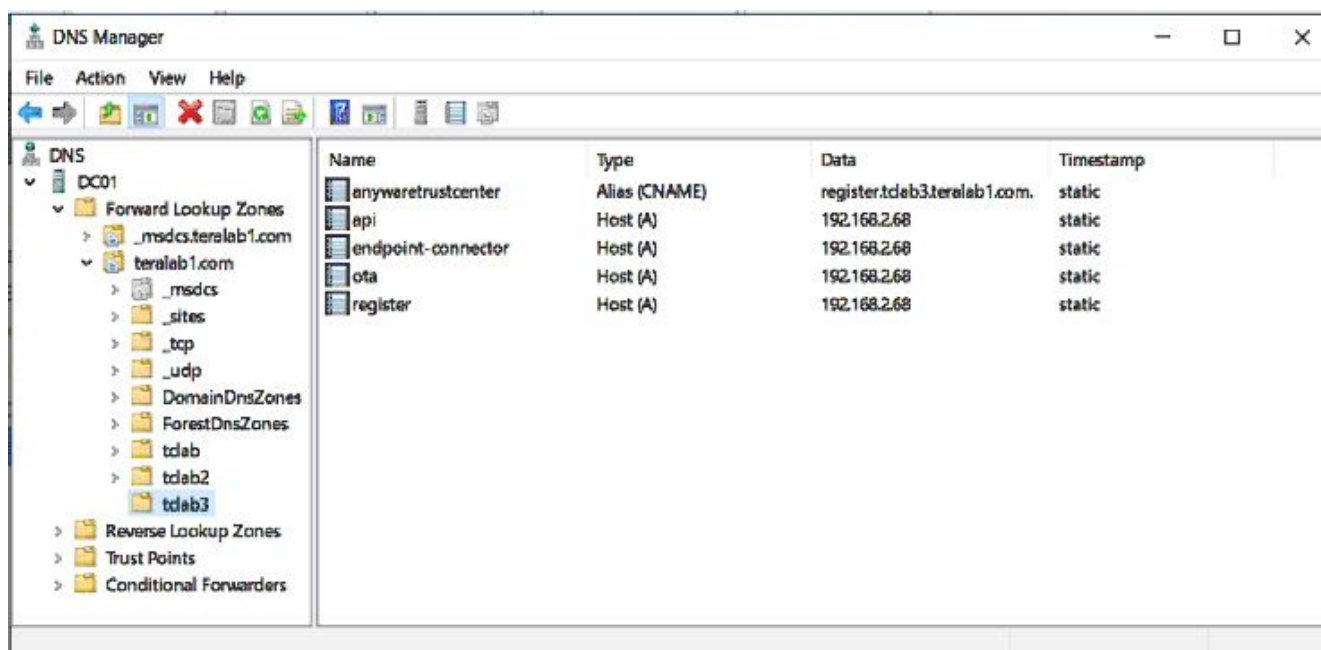 DNS Manager
File Action View Help
DNS
DC01
Forward Lookup Zones
_msdcs.teralab1.com
teralab1.com
_msdcs
_sites
_tcp
_udp
DomainDnsZones
ForestDnsZones
tclab
tclab2
tclab3
Reverse Lookup Zones
Trust Points
Conditional Forwarders
Name Type Data Timestamp
anywaretrustcenter Alias (CNAME) register.tclab3.teralab1.com. static
api Host (A) 192.168.2.68 static
endpoint-connector Host (A) 192.168.2.68 static
ota Host (A) 192.168.2.68 static
register Host (A) 192.168.2.68 static